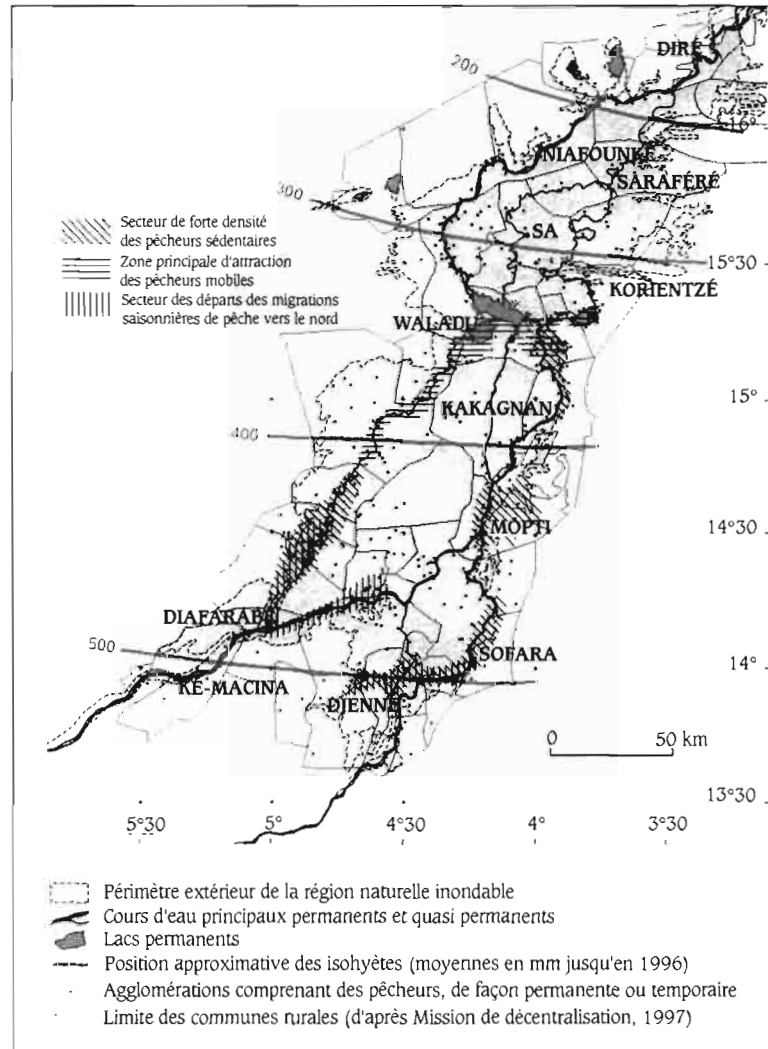 DIRÉ
200
16°
NIAFOUNKÉ
SARAFÉRÉ
300
SA
Secteur de forte densité
des pêcheurs sédentaires
Zone principale d'attraction
des pêcheurs mobiles
Secteur des départs des migrations
saisonnières de pêche vers le nord
15°30
KORIENTZÉ
WALADU
15°
KAKAGNAN
400
14°30
MOPTI
DIAFARABÉ
500
SOFARA
14°
KE-MACINA
DJENNÉ
0 50 km
13°30
5°30 5° 4°30 4° 3°30
Périmètre extérieur de la région naturelle inondable
Cours d'eau principaux permanents et quasi permanents
Lacs permanents
Position approximative des isohyètes (moyennes en mm jusqu'en 1996)
Agglomérations comprenant des pêcheurs, de façon permanente ou temporaire
Limite des communes rurales (d'après Mission de décentralisation, 1997)